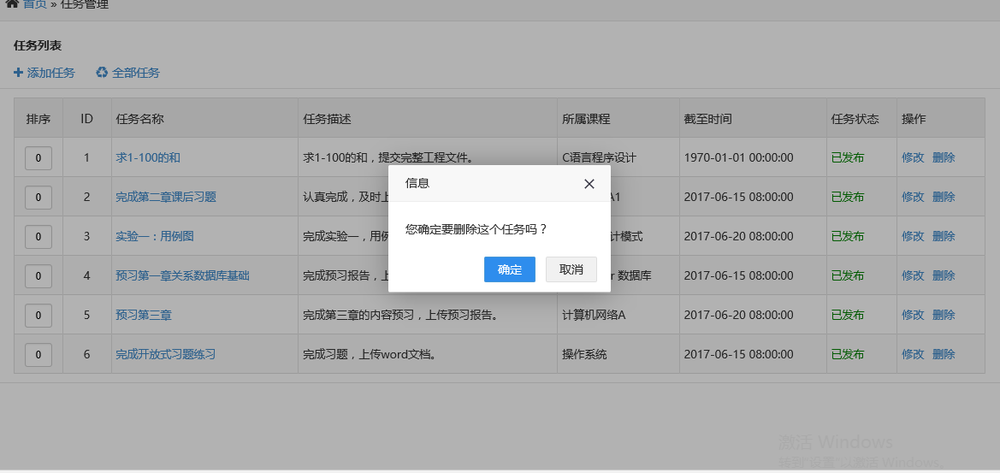 首页 » 任务管理
任务列表
添加任务 全部任务
排序 ID 任务名称 任务描述 所属课程 截至时间 任务状态 操作
0 1 求1-100的和 求1-100的和，提交完整工程文件。 C语言程序设计 1970-01-01 00:00:00 已发布 修改 删除
0 2 完成第二章课后习题 认真完成，及时上 A1 2017-06-15 08:00:00 已发布 修改 删除
0 3 实验一：用例图 完成实验一，用例 计模式 2017-06-20 08:00:00 已发布 修改 删除
0 4 预习第一章关系数据库基础 完成预习报告，上 r 数据库 2017-06-15 08:00:00 已发布 修改 删除
0 5 预习第三章 完成第三章的内容预习，上传预习报告。 计算机网络A 2017-06-20 08:00:00 已发布 修改 删除
0 6 完成开放式习题练习 完成习题，上传word文档。 操作系统 2017-06-15 08:00:00 已发布 修改 删除
信息
您确定要删除这个任务吗？
确定 取消
激活 Windows
转到"设置"以激活 Windows。